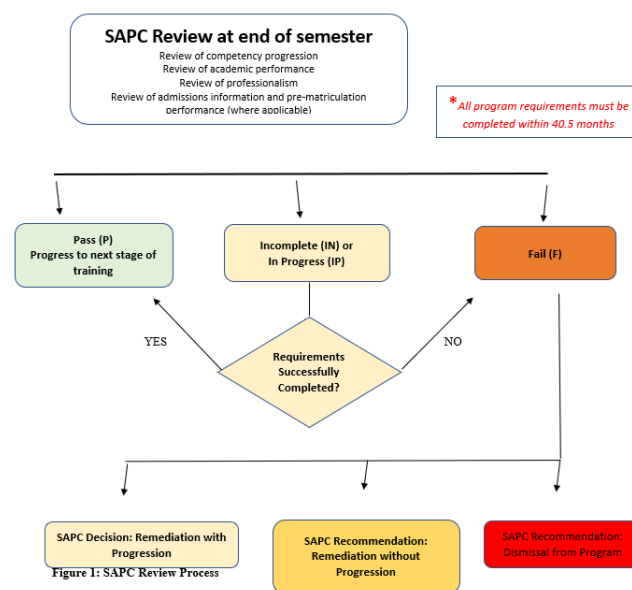 SAPC Review at end of semester
Review of competency progression
Review of academic performance
Review of professionalism
Review of admissions information and pre-matriculation
performance (where applicable)
*All program requirements must be
completed within 40.5 months
Pass (P)
Progress to next stage of
training
Incomplete (IN) or
In Progress (IP)
Fail (F)
YES
Requirements
Successfully
Completed?
NO
SAPC Decision: Remediation with
Progression
SAPC Recommendation:
Remediation without
Progression
SAPC Recommendation:
Dismissal from Program
Figure 1: SAPC Review Process